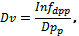 Dv = Inf_dpp / Dp_p ,